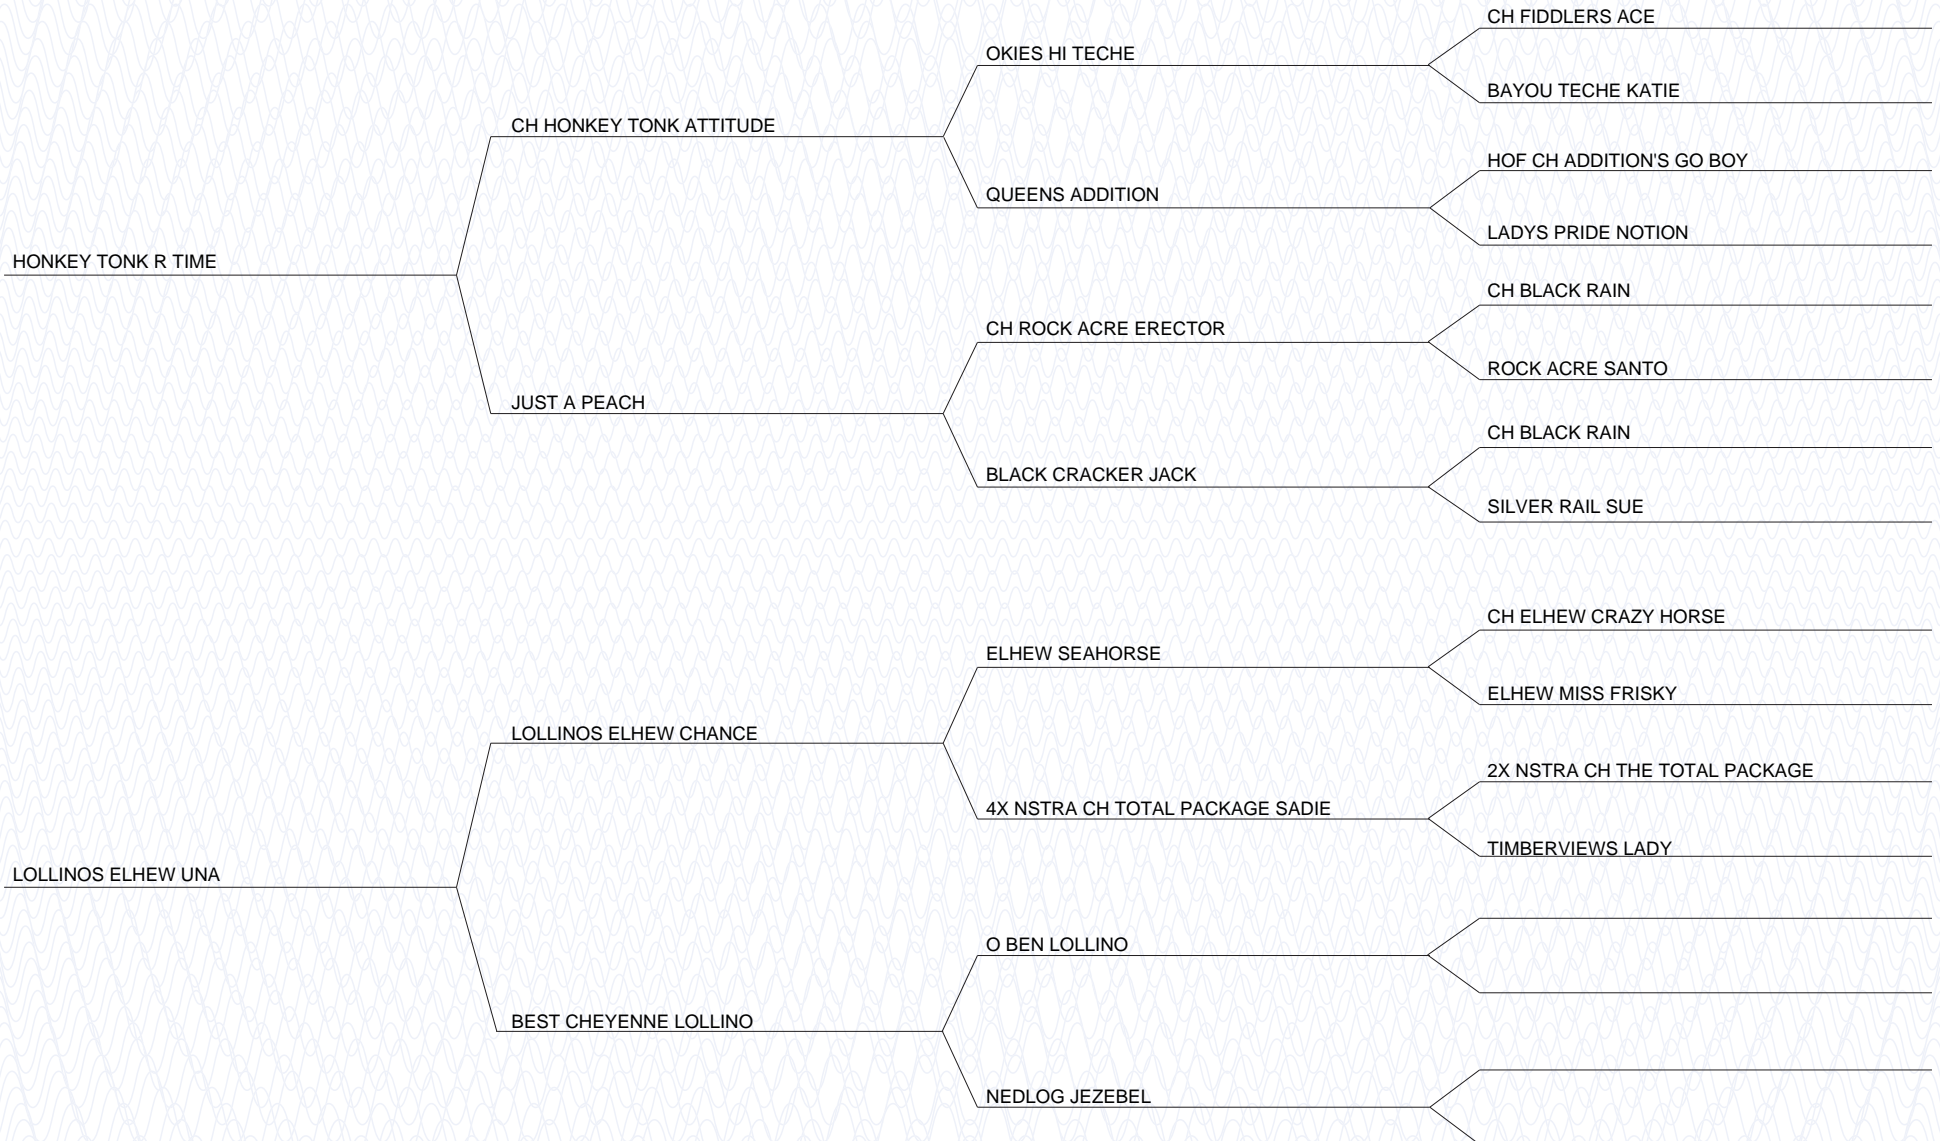 CH FIDDLERS ACE
OKIES HI TECHE
BAYOU TECHE KATIE
CH HONKEY TONK ATTITUDE
HOF CH ADDITION'S GO BOY
QUEENS ADDITION
LADYS PRIDE NOTION
HONKEY TONK R TIME
CH BLACK RAIN
CH ROCK ACRE ERECTOR
ROCK ACRE SANTO
JUST A PEACH
CH BLACK RAIN
BLACK CRACKER JACK
SILVER RAIL SUE
CH ELHEW CRAZY HORSE
ELHEW SEAHORSE
ELHEW MISS FRISKY
LOLLINOS ELHEW CHANCE
2X NSTRA CH THE TOTAL PACKAGE
4X NSTRA CH TOTAL PACKAGE SADIE
TIMBERVIEWS LADY
LOLLINOS ELHEW UNA
O BEN LOLLINO
BEST CHEYENNE LOLLINO
NEDLOG JEZEBEL